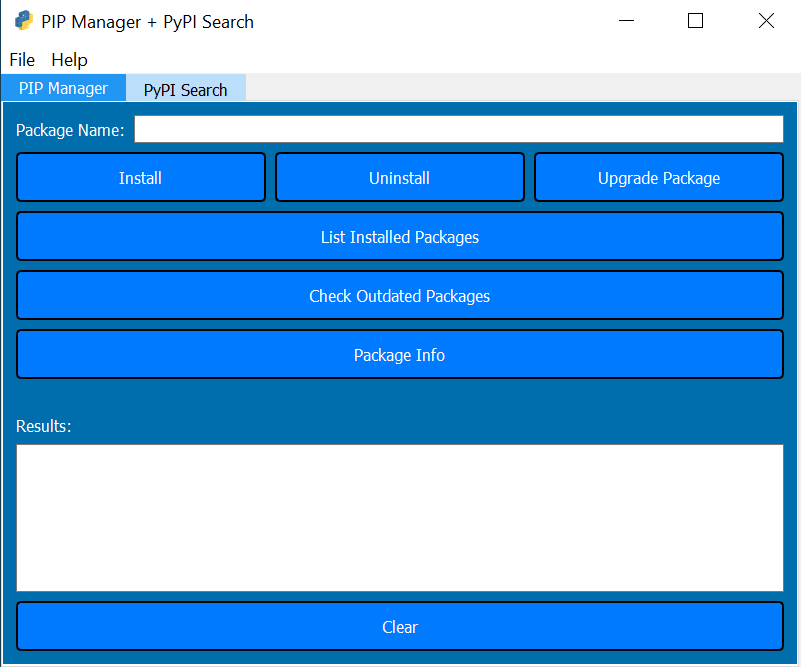 PIP Manager + PyPI Search
File Help
PIP Manager PyPI Search
Package Name:
Install Uninstall Upgrade Package
List Installed Packages
Check Outdated Packages
Package Info
Results:
Clear